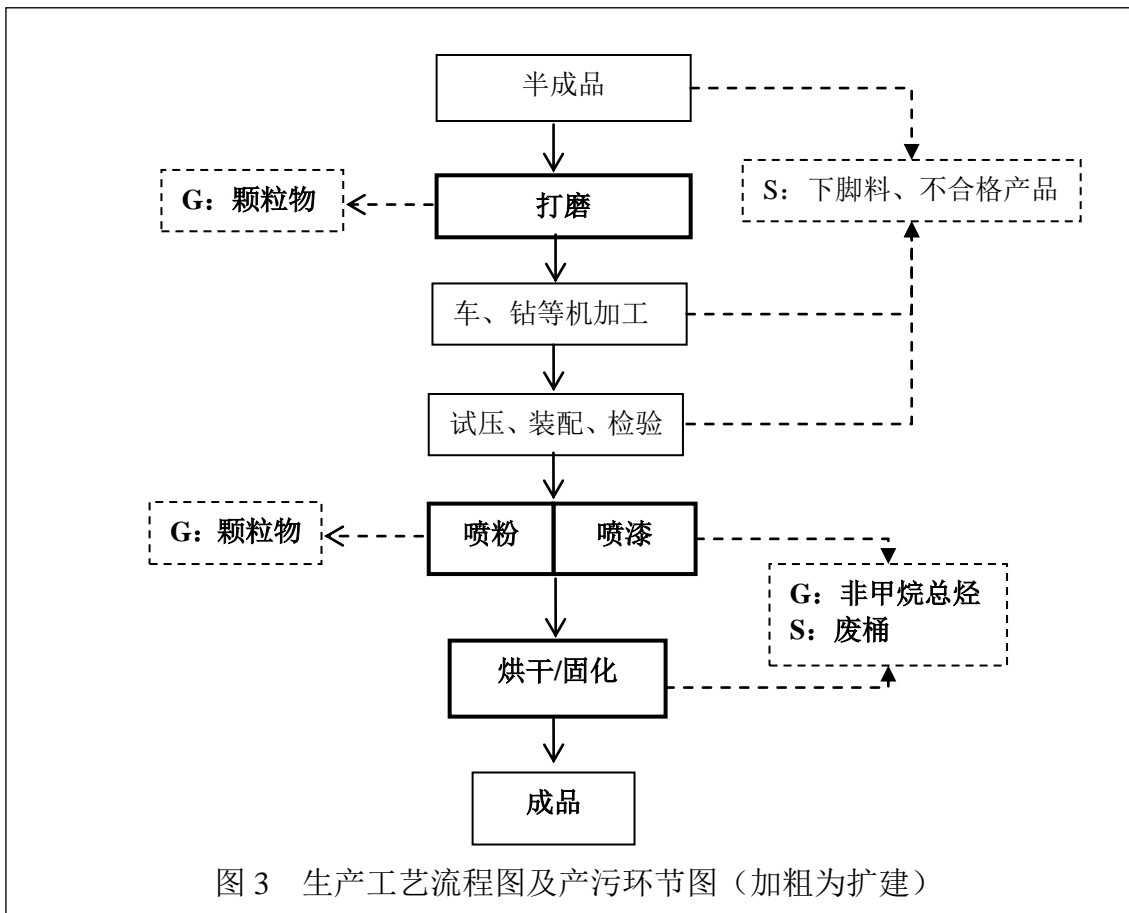 半成品
G：颗粒物
打磨
S：下脚料、不合格产品
车、钻等机加工
试压、装配、检验
G：颗粒物
喷粉
喷漆
G：非甲烷总烃
S：废桶
烘干/固化
成品
图 3 生产工艺流程图及产污环节图（加粗为扩建）